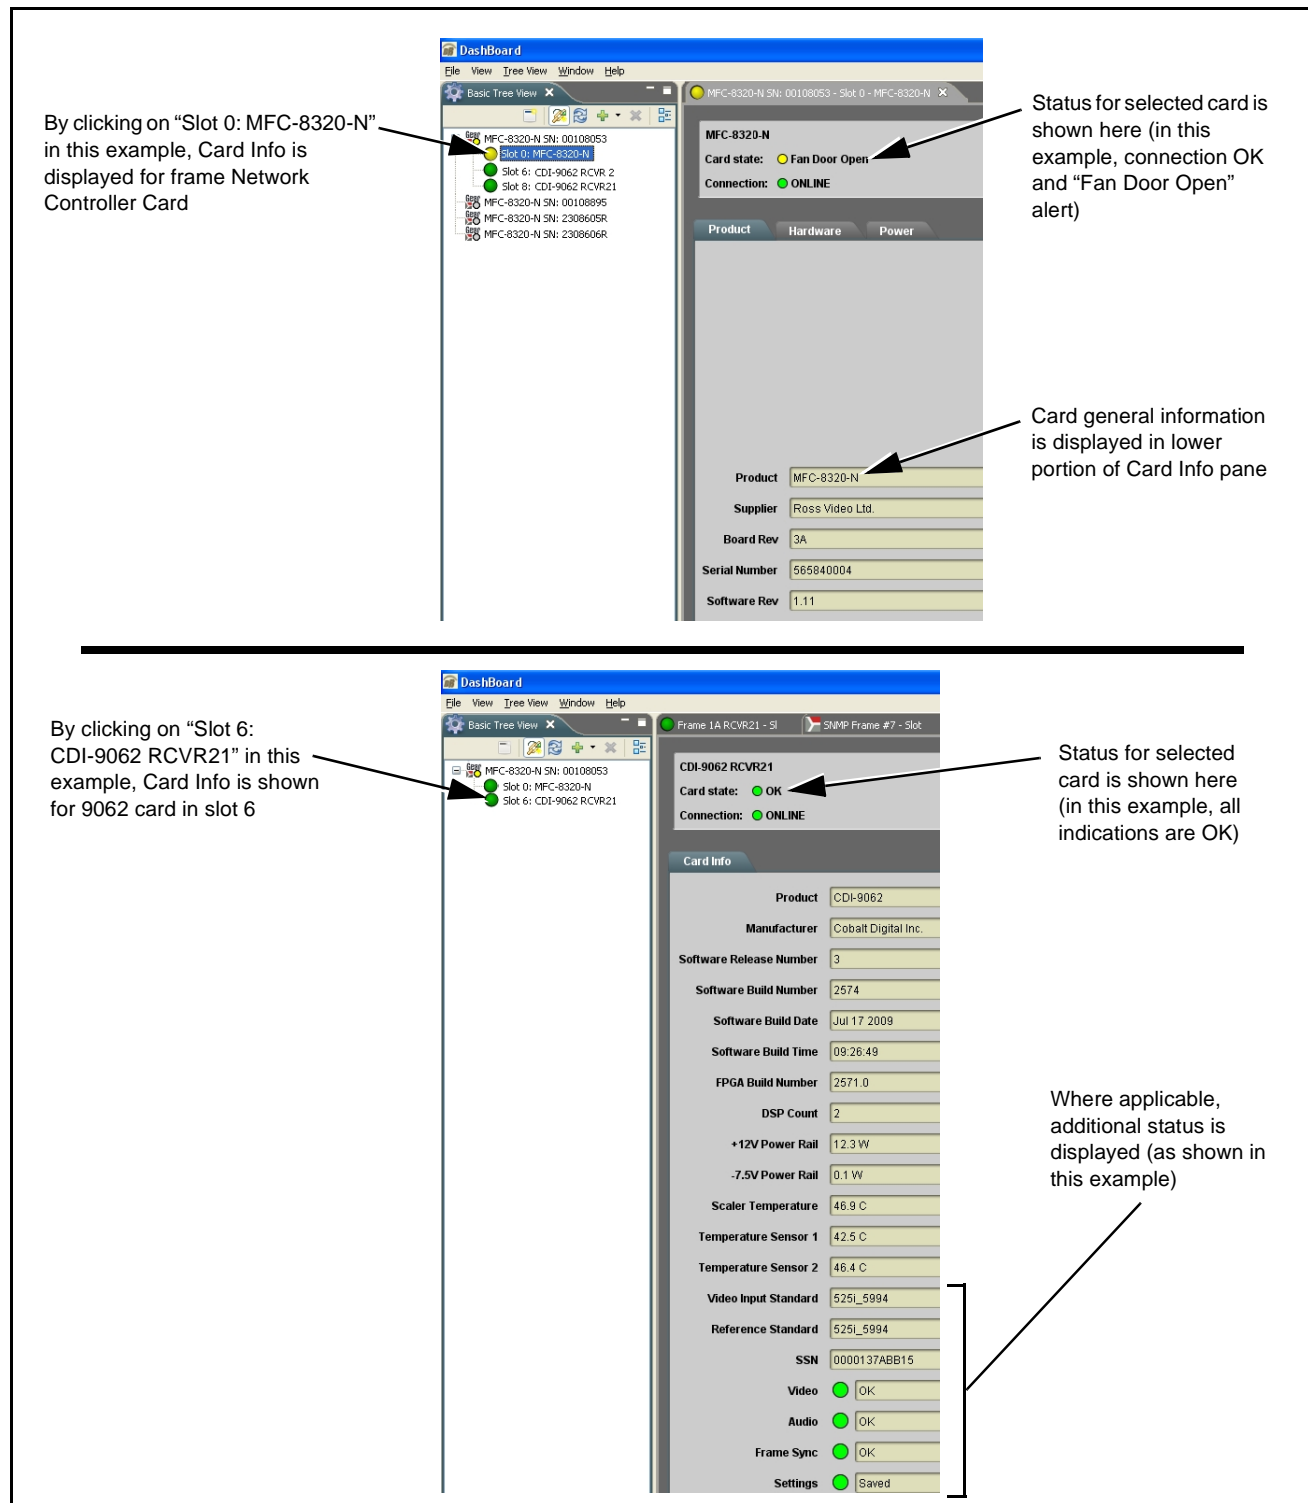 DashBoard
File View Tree View Window Help
Basic Tree View
MFC-8320-N SN: 00108053 - Slot 0 - MFC-8320-N
By clicking on “Slot 0: MFC-8320-N”
in this example, Card Info is
displayed for frame Network
Controller Card
MFC-8320-N SN: 00108053
Slot 0: MFC-8320-N
Slot 6: CDI-9062 RCVR 2
Slot 8: CDI-9062 RCVR21
MFC-8320-N SN: 00108895
MFC-8320-N SN: 2308605R
MFC-8320-N SN: 2308606R
MFC-8320-N
Card state: Fan Door Open
Connection: ONLINE
Status for selected card is
shown here (in this
example, connection OK
and “Fan Door Open”
alert)
Product Hardware Power
Card general information
is displayed in lower
portion of Card Info pane
Product MFC-8320-N
Supplier Ross Video Ltd.
Board Rev 3A
Serial Number 565840004
Software Rev 1.11
DashBoard
File View Tree View Window Help
Basic Tree View
Frame 1A RCVR21 - Sl
SNMP Frame #7 - Slot
By clicking on “Slot 6:
CDI-9062 RCVR21” in this
example, Card Info is shown
for 9062 card in slot 6
MFC-8320-N SN: 00108053
Slot 0: MFC-8320-N
Slot 6: CDI-9062 RCVR21
CDI-9062 RCVR21
Card state: OK
Connection: ONLINE
Status for selected
card is shown here
(in this example, all
indications are OK)
Card Info
Product CDI-9062
Manufacturer Cobalt Digital Inc.
Software Release Number 3
Software Build Number 2574
Software Build Date Jul 17 2009
Software Build Time 09:26:49
FPGA Build Number 2571.0
DSP Count 2
+12V Power Rail 12.3 W
-7.5V Power Rail 0.1 W
Scaler Temperature 46.9 C
Temperature Sensor 1 42.5 C
Temperature Sensor 2 46.4 C
Video Input Standard 525i_5994
Reference Standard 525i_5994
SSN 0000137ABB15
Video OK
Audio OK
Frame Sync OK
Settings Saved
Where applicable,
additional status is
displayed (as shown in
this example)